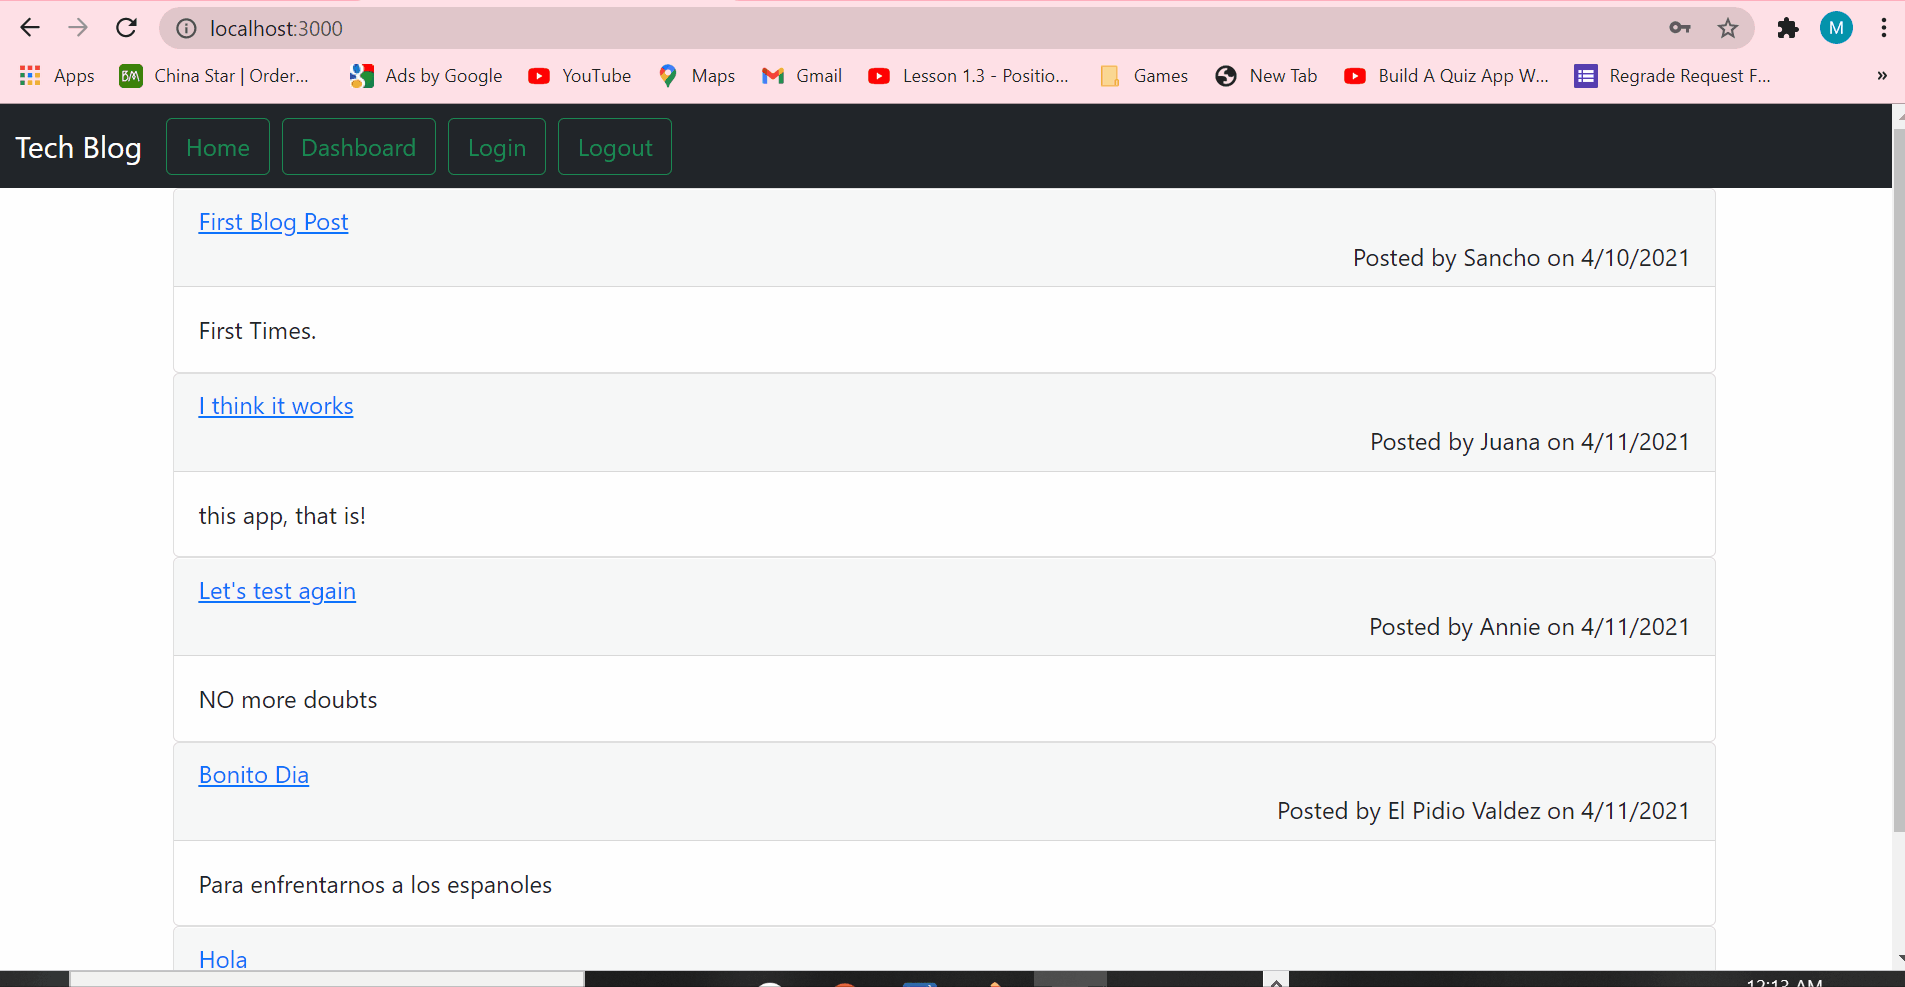 localhost:3000
M
Apps
BM
China Star | Order...
Ads by Google
YouTube
Maps
Gmail
Lesson 1.3 - Positio...
Games
New Tab
Build A Quiz App W...
Regrade Request F...
»
Tech Blog
Home
Dashboard
Login
Logout
First Blog Post
Posted by Sancho on 4/10/2021
First Times.
I think it works
Posted by Juana on 4/11/2021
this app, that is!
Let's test again
Posted by Annie on 4/11/2021
NO more doubts
Bonito Dia
Posted by El Pidio Valdez on 4/11/2021
Para enfrentarnos a los espanoles
Hola
12:13 AM